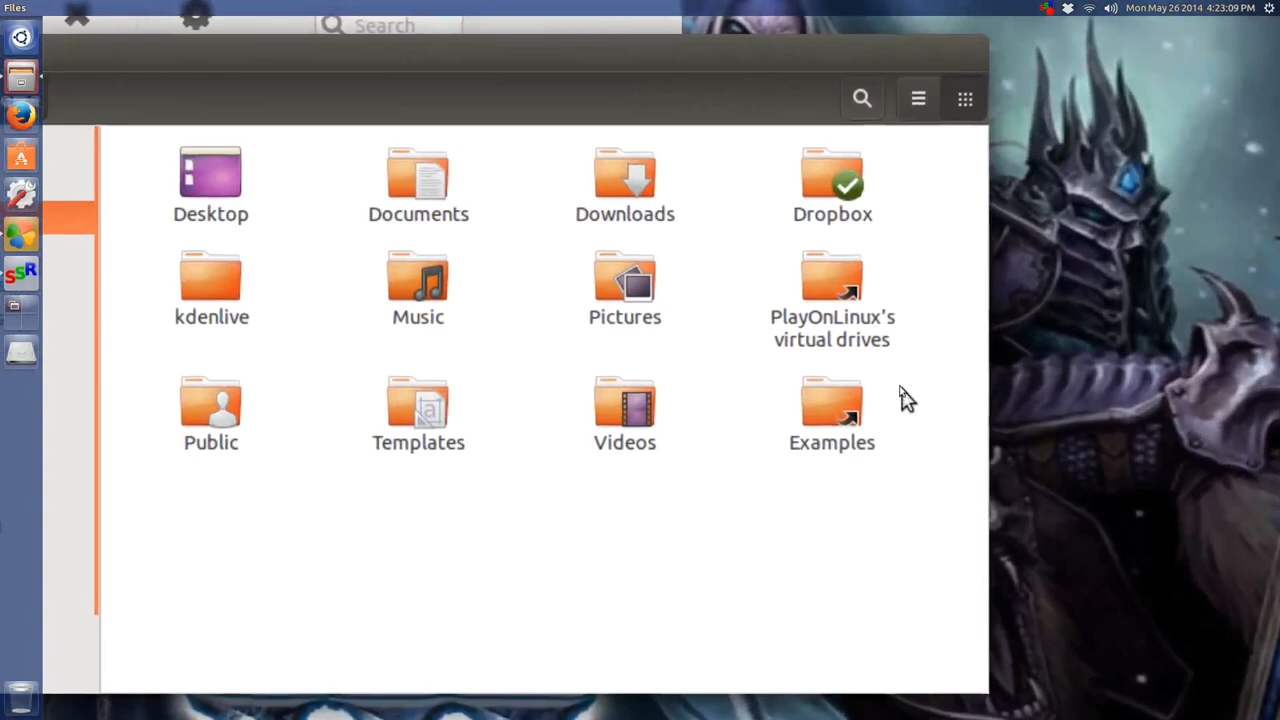 Files
Mon May 26 2014 4:23:09 PM
Search
Desktop
Documents
Downloads
Dropbox
kdenlive
Music
Pictures
PlayOnLinux's
virtual drives
Public
Templates
Videos
Examples
SSR